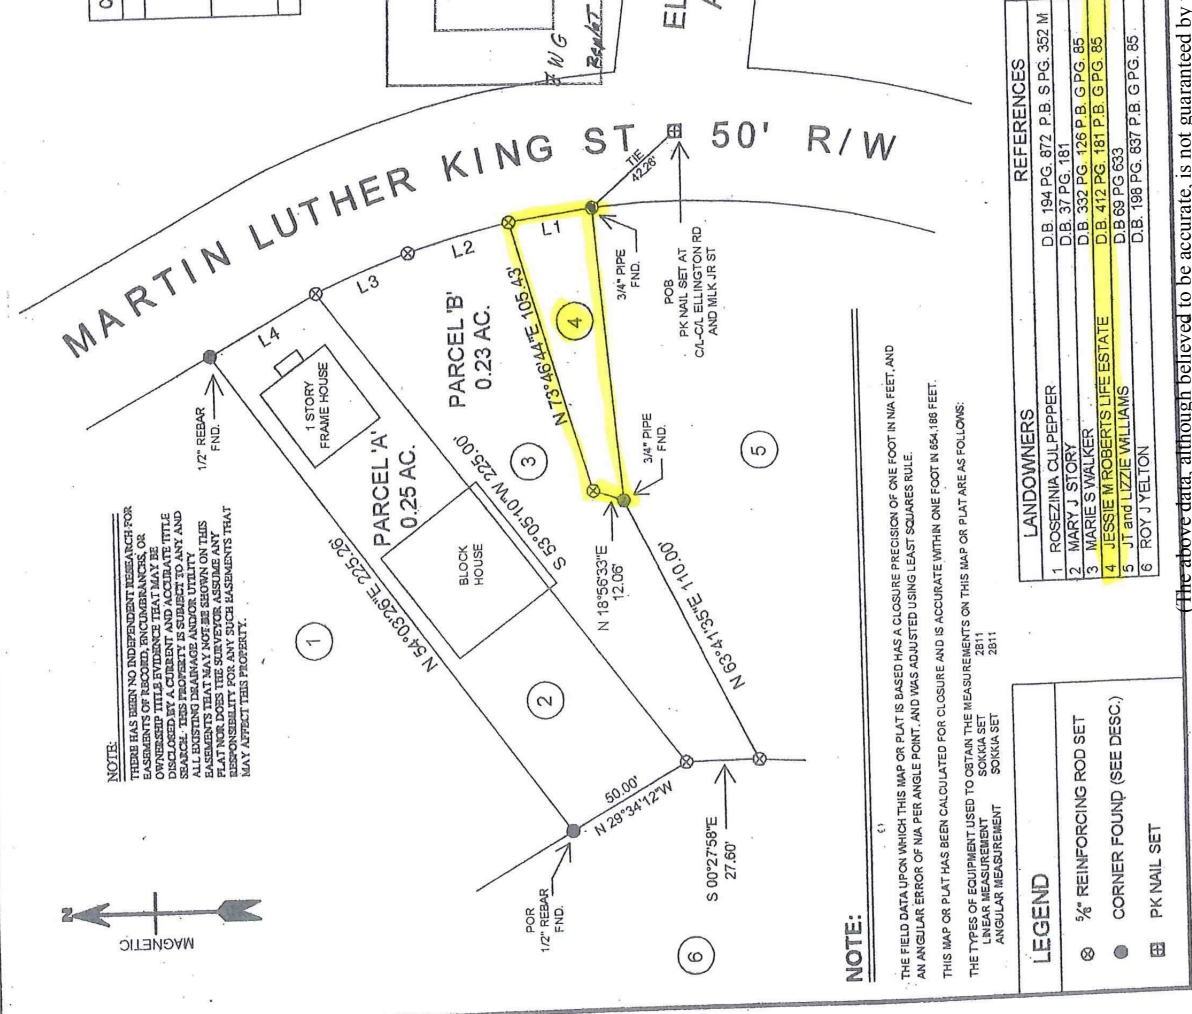 MARTIN LUTHER KING ST 50' R/W
TIE
42.26'
L1
L2
L3
L4
1/2" REBAR
FND.
1 STORY
FRAME HOUSE
PARCEL 'A'
0.25 AC.
PARCEL 'B'
0.23 AC.
BLOCK
HOUSE
N 54°03'26"E 225.26'
S 53°05'10"W 225.00'
N 73°46'44"E 105.43'
3/4" PIPE
FND.
POB
PK NAIL SET AT
C/L-C/L ELLINGTON RD
AND MLK JR ST
3/4" PIPE
FND.
N 18°56'33"E
12.06'
N 63°41'35"E 110.00'
1
2
3
4
5
6
50.00'
N 29°34'12"W
S 00°27'58"E
27.60'
POR
1/2" REBAR
FND.
N
MAGNETIC
NOTE:
THERE HAS BEEN NO INDEPENDENT RESEARCH FOR
EASEMENTS OF RECORD, ENCUMBRANCES, OR
OWNERSHIP TITLE EVIDENCE THAT MAY BE
DISCLOSED BY A CURRENT AND ACCURATE TITLE
SEARCH. THIS PROPERTY IS SUBJECT TO ANY AND
ALL EXISTING DRAINAGE AND/OR UTILITY
EASEMENTS THAT MAY NOT BE SHOWN ON THIS
PLAT NOR DOES THE SURVEYOR ASSUME ANY
RESPONSIBILITY FOR ANY SUCH EASEMENTS THAT
MAY AFFECT THIS PROPERTY.
NOTE:
THE FIELD DATA UPON WHICH THIS MAP OR PLAT IS BASED HAS A CLOSURE PRECISION OF ONE FOOT IN N/A FEET, AND
AN ANGULAR ERROR OF N/A PER ANGLE POINT, AND WAS ADJUSTED USING LEAST SQUARES RULE.
THIS MAP OR PLAT HAS BEEN CALCULATED FOR CLOSURE AND IS ACCURATE WITHIN ONE FOOT IN 654,186 FEET.
THE TYPES OF EQUIPMENT USED TO OBTAIN THE MEASUREMENTS ON THIS MAP OR PLAT ARE AS FOLLOWS:
LINEAR MEASUREMENT SOKKIA SET 2811
ANGULAR MEASUREMENT SOKKIA SET 2811
LEGEND
5/8" REINFORCING ROD SET
CORNER FOUND (SEE DESC.)
PK NAIL SET
LANDOWNERS REFERENCES
1 ROSEZINIA CULPEPPER D.B. 194 PG. 872 P.B. S PG. 352 M
2 MARY J STORY D.B. 37 PG. 181
3 MARIE S WALKER D.B. 332 PG. 126 P.B. G PG. 85
4 JESSIE M ROBERTS LIFE ESTATE D.B. 412 PG. 181 P.B. G PG. 85
5 JT and LIZZIE WILLIAMS D.B 69 PG 633
6 ROY J YELTON D.B. 198 PG. 837 P.B. G PG. 85
(The above data, although believed to be accurate, is not guaranteed by